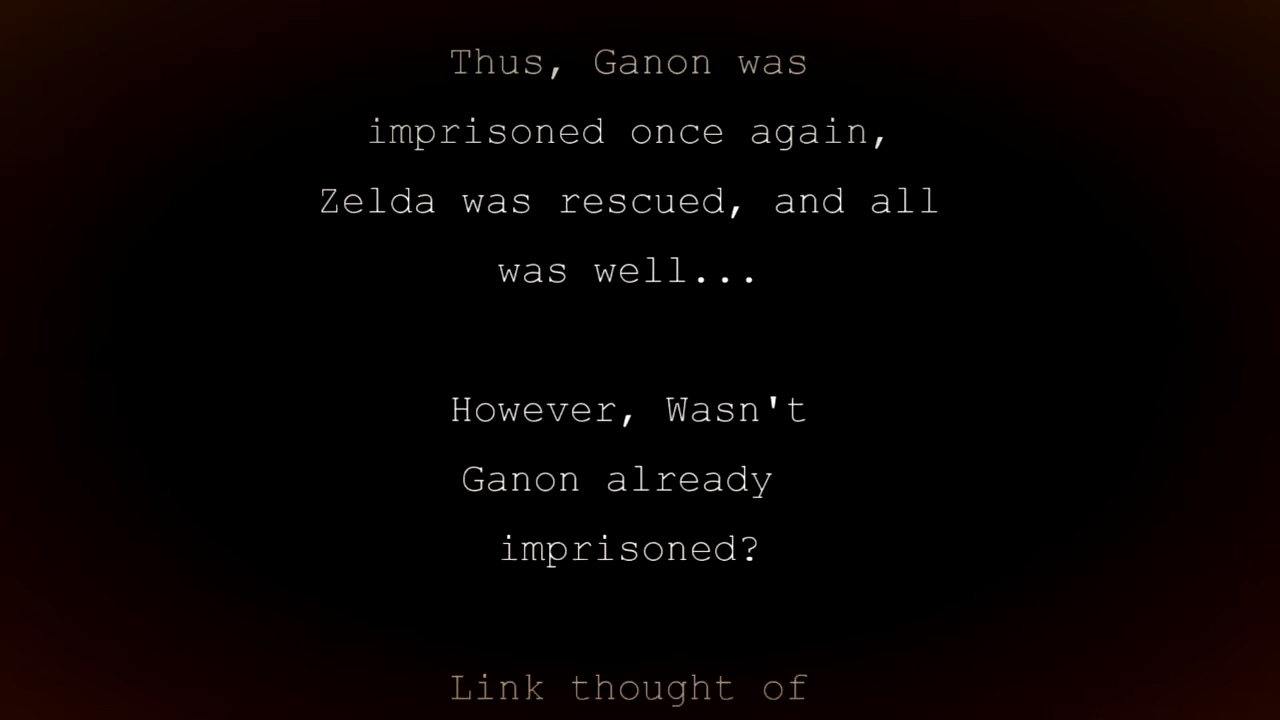 Thus, Ganon was
imprisoned once again,
Zelda was rescued, and all
was well...
However, Wasn't
Ganon already
imprisoned?
Link thought of